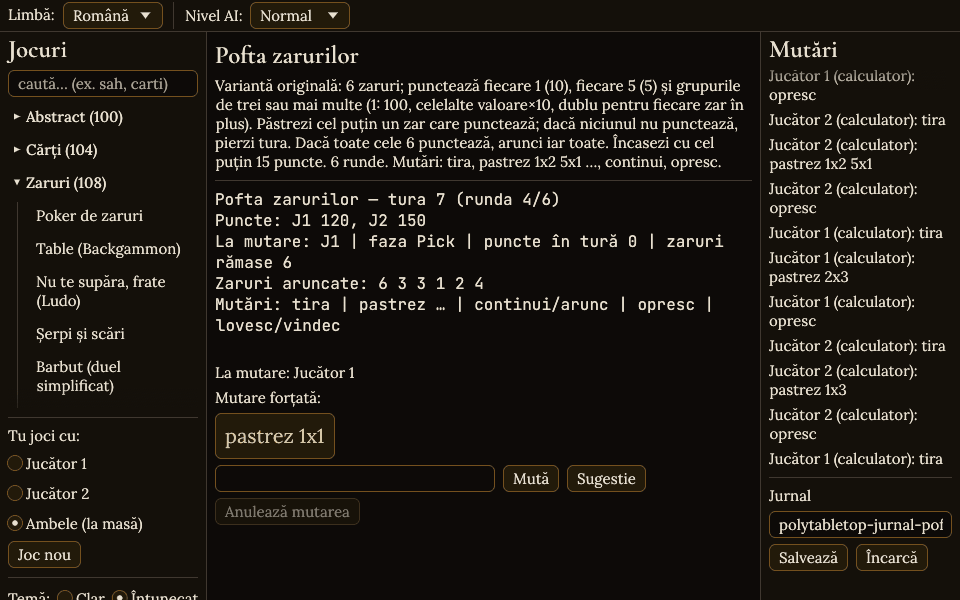 Limbă: Română ▼ Nivel AI: Normal ▼
Jocuri
caută... (ex. sah, carti)
▸ Abstract (100)
▸ Cărți (104)
▾ Zaruri (108)
Poker de zaruri
Table (Backgammon)
Nu te supăra, frate
(Ludo)
Șerpi și scări
Barbut (duel
simplificat)
Tu joci cu:
Jucător 1
Jucător 2
Ambele (la masă)
Joc nou
Temă: Clar Întunecat
Pofta zarurilor
Variantă originală: 6 zaruri; punctează fiecare 1 (10), fiecare 5 (5) și grupurile
de trei sau mai multe (1: 100, celelalte valoare×10, dublu pentru fiecare zar în
plus). Păstrezi cel puțin un zar care punctează; dacă niciunul nu punctează,
pierzi tura. Dacă toate cele 6 punctează, arunci iar toate. Încasezi cu cel
puțin 15 puncte. 6 runde. Mutări: tira, pastrez 1x2 5x1 ..., continui, opresc.
Pofta zarurilor — tura 7 (runda 4/6)
Puncte: J1 120, J2 150
La mutare: J1 | faza Pick | puncte în tură 0 | zaruri
rămase 6
Zaruri aruncate: 6 3 3 1 2 4
Mutări: tira | pastrez … | continui/arunc | opresc |
lovesc/vindec
La mutare: Jucător 1
Mutare forțată:
pastrez 1x1
Mută Sugestie
Anulează mutarea
Mutări
Jucător 1 (calculator):
opresc
Jucător 2 (calculator): tira
Jucător 2 (calculator):
pastrez 1x2 5x1
Jucător 2 (calculator):
opresc
Jucător 1 (calculator): tira
Jucător 1 (calculator):
pastrez 2x3
Jucător 1 (calculator):
opresc
Jucător 2 (calculator): tira
Jucător 2 (calculator):
pastrez 1x3
Jucător 2 (calculator):
opresc
Jucător 1 (calculator): tira
Jurnal
polytabletop-jurnal-pof
Salvează Încarcă